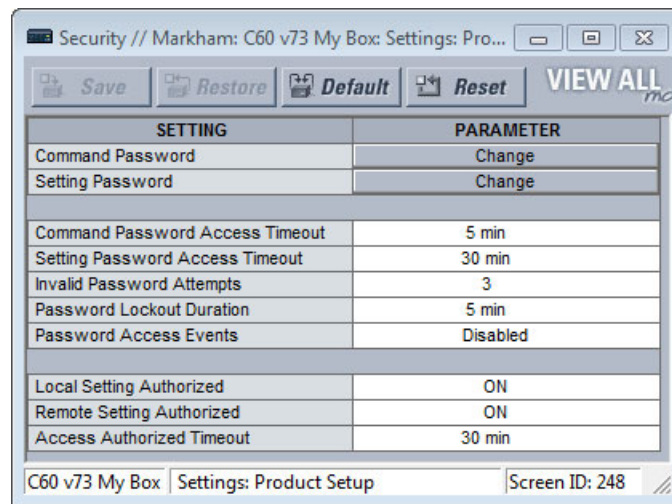 Security // Markham: C60 v73 My Box: Settings: Pro...
Save Restore Default Reset VIEW ALL
SETTING PARAMETER
Command Password Change
Setting Password Change
Command Password Access Timeout 5 min
Setting Password Access Timeout 30 min
Invalid Password Attempts 3
Password Lockout Duration 5 min
Password Access Events Disabled
Local Setting Authorized ON
Remote Setting Authorized ON
Access Authorized Timeout 30 min
C60 v73 My Box Settings: Product Setup Screen ID: 248